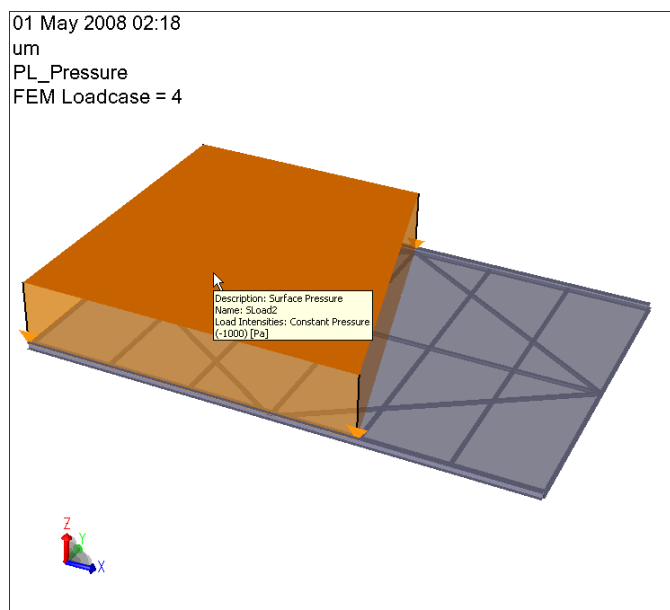 01 May 2008 02:18
um
PL_Pressure
FEM Loadcase = 4
Description: Surface Pressure
Name: SLoad2
Load Intensities: Constant Pressure
(-1000) [Pa]
Z
Y
X